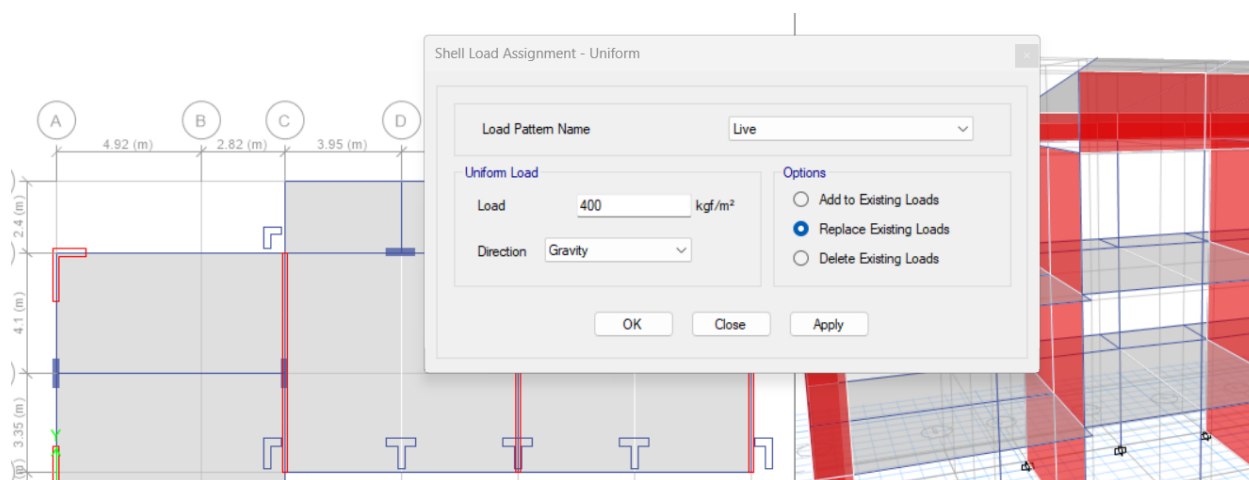 Shell Load Assignment - Uniform
Load Pattern Name Live
Uniform Load
Load 400 kgf/m²
Direction Gravity
Options
Add to Existing Loads
Replace Existing Loads
Delete Existing Loads
OK Close Apply
A B C D
4.92 (m) 2.82 (m) 3.95 (m)
2.4 (m)
4.1 (m)
3.35 (m)
(m)
Y